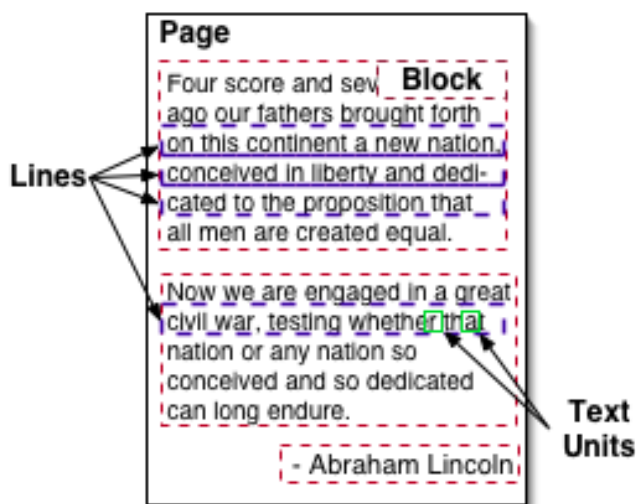 Page
Block
Four score and sev
ago our fathers brought forth
on this continent a new nation,
conceived in liberty and dedi-
cated to the proposition that
all men are created equal.
Lines
Now we are engaged in a great
civil war, testing whether that
nation or any nation so
conceived and so dedicated
can long endure.
- Abraham Lincoln
Text
Units